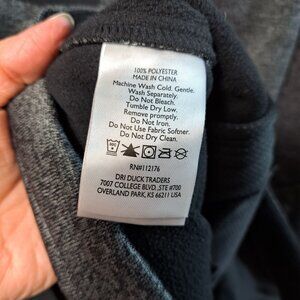 100% POLYESTER
MADE IN CHINA
Machine Wash Cold. Gentle.
Wash Separately.
Do Not Bleach.
Tumble Dry Low.
Remove promptly.
Do Not Iron.
Do Not Use Fabric Softner.
Do Not Dry Clean.
RN#112176
DRI DUCK TRADERS
7007 COLLEGE BLVD.,STE #700
OVERLAND PARK, KS 66211 USA